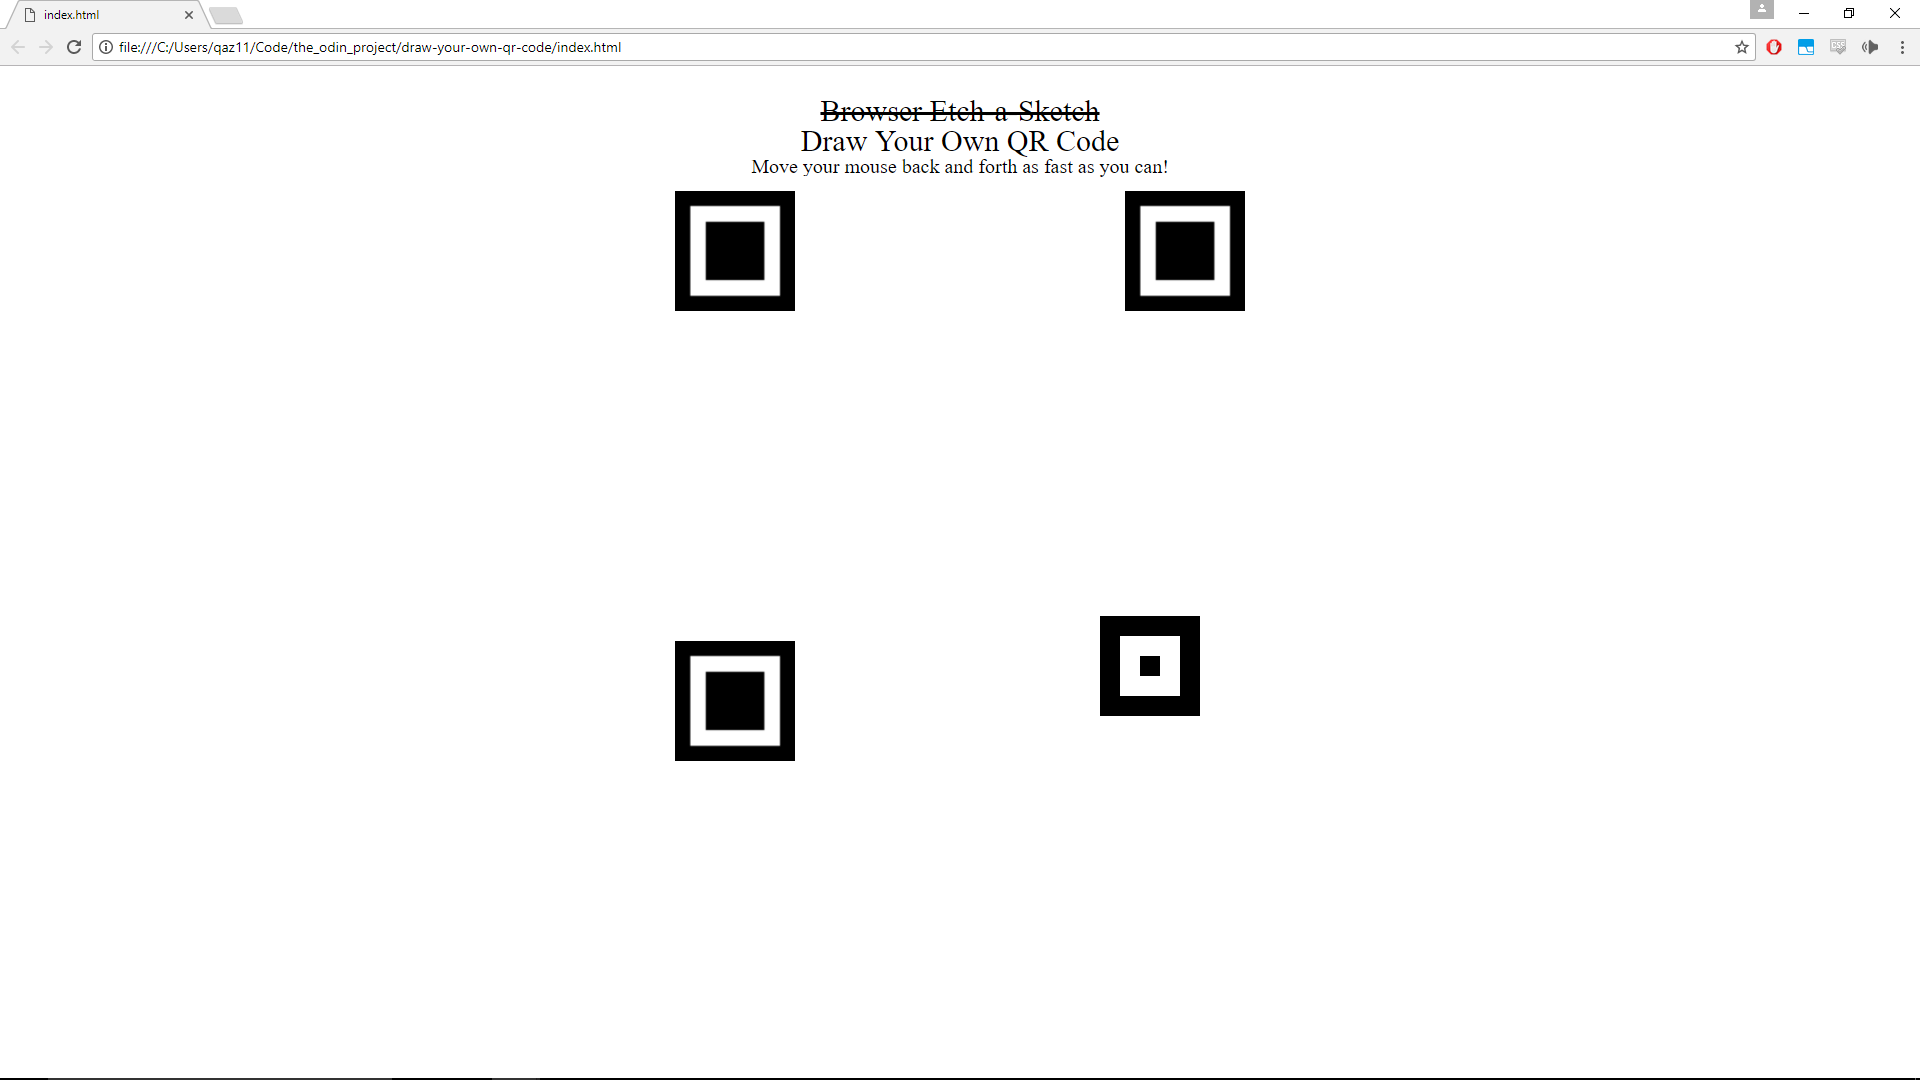 index.html
file:///C:/Users/qaz11/Code/the_odin_project/draw-your-own-qr-code/index.html
Browser Etch-a-Sketch
Draw Your Own QR Code
Move your mouse back and forth as fast as you can!